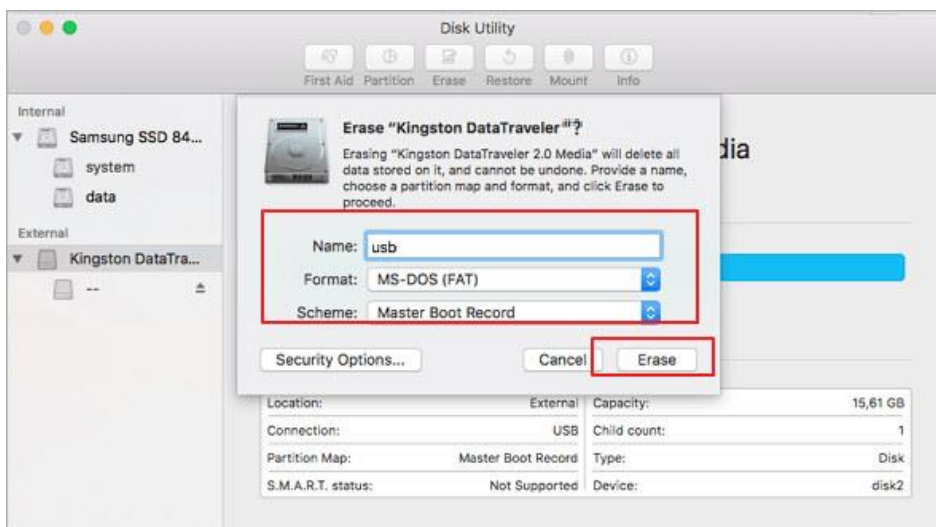 Disk Utility
First Aid Partition Erase Restore Mount Info
Internal
Samsung SSD 84...
system
data
External
Kingston DataTra...
--
dia
Erase “Kingston DataTraveler"?
Erasing “Kingston DataTraveler 2.0 Media” will delete all
data stored on it, and cannot be undone. Provide a name,
choose a partition map and format, and click Erase to
proceed.
Name: usb
Format: MS-DOS (FAT)
Scheme: Master Boot Record
Security Options... Cancel Erase
Location: External Capacity: 15,61 GB
Connection: USB Child count: 1
Partition Map: Master Boot Record Type: Disk
S.M.A.R.T. status: Not Supported Device: disk2